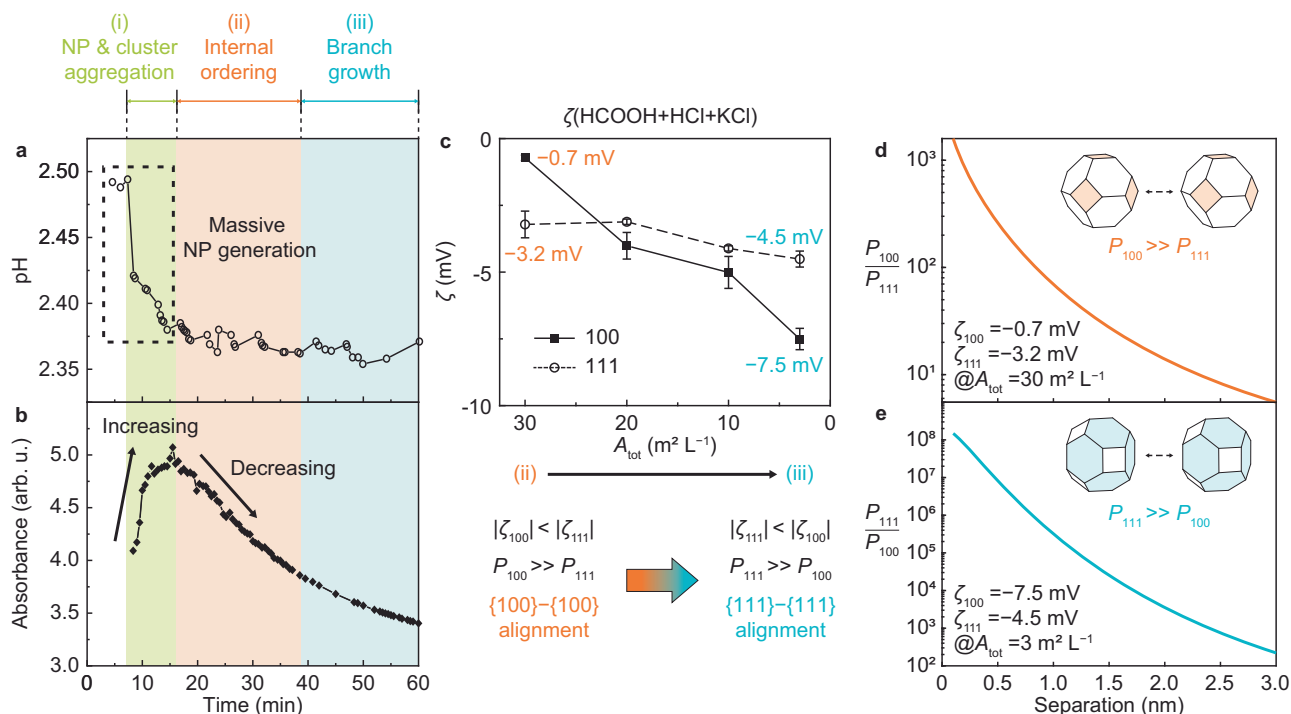 (i)
NP & cluster
aggregation
(ii)
Internal
ordering
(iii)
Branch
growth
a
2.50
2.45
2.40
2.35
pH
Massive
NP generation
b
5.0
4.5
4.0
3.5
3.0
Absorbance (arb. u.)
Increasing
Decreasing
0
10
20
30
40
50
60
Time (min)
c
ζ(HCOOH+HCl+KCl)
0
−5
−10
ζ (mV)
−0.7 mV
−3.2 mV
−4.5 mV
−7.5 mV
100
111
30
20
10
0
A_tot (m² L⁻¹)
(ii)
(iii)
|ζ₁₀₀| < |ζ₁₁₁|
P₁₀₀ >> P₁₁₁
{100}−{100}
alignment
|ζ₁₁₁| < |ζ₁₀₀|
P₁₁₁ >> P₁₀₀
{111}−{111}
alignment
d
10³
10²
10¹
P₁₀₀
P₁₁₁
P₁₀₀ >> P₁₁₁
ζ₁₀₀ =−0.7 mV
ζ₁₁₁ =−3.2 mV
@A_tot =30 m² L⁻¹
e
10⁸
10⁷
10⁶
10⁵
10⁴
10³
10²
P₁₁₁
P₁₀₀
P₁₁₁ >> P₁₀₀
ζ₁₀₀ =−7.5 mV
ζ₁₁₁ =−4.5 mV
@A_tot =3 m² L⁻¹
0
0.5
1.0
1.5
2.0
2.5
3.0
Separation (nm)